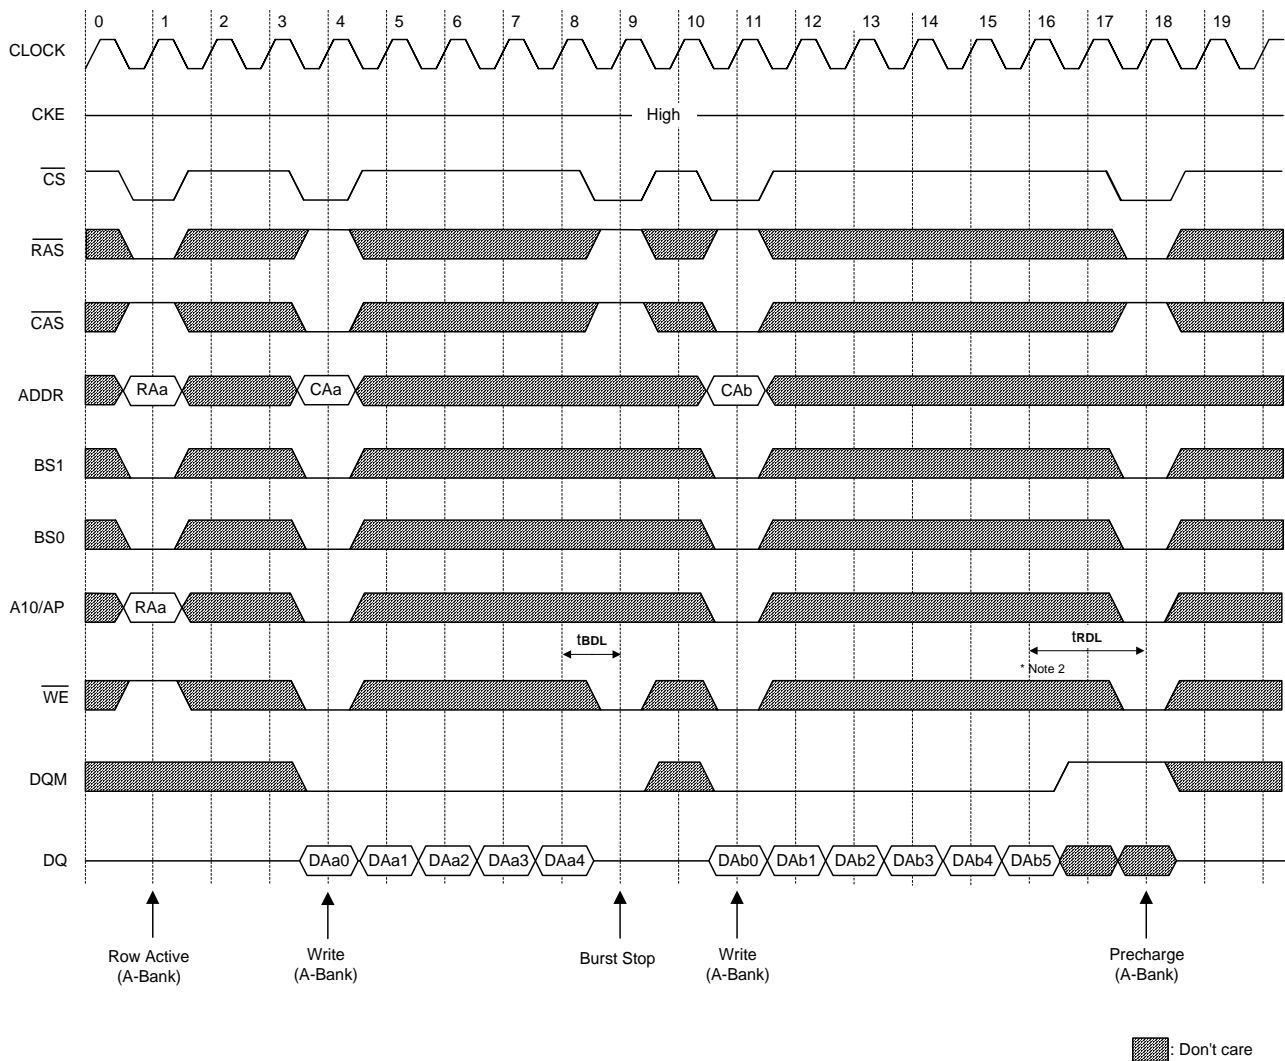 0 1 2 3 4 5 6 7 8 9 10 11 12 13 14 15 16 17 18 19
CLOCK
CKE High
CS
RAS
CAS
ADDR RAa CAa CAb
BS1
BS0
A10/AP RAa
tBDL tRDL
* Note 2
WE
DQM
DQ DAa0 DAa1 DAa2 DAa3 DAa4 DAb0 DAb1 DAb2 DAb3 DAb4 DAb5
Row Active Write Burst Stop Write Precharge
(A-Bank) (A-Bank) (A-Bank) (A-Bank)
: Don't care